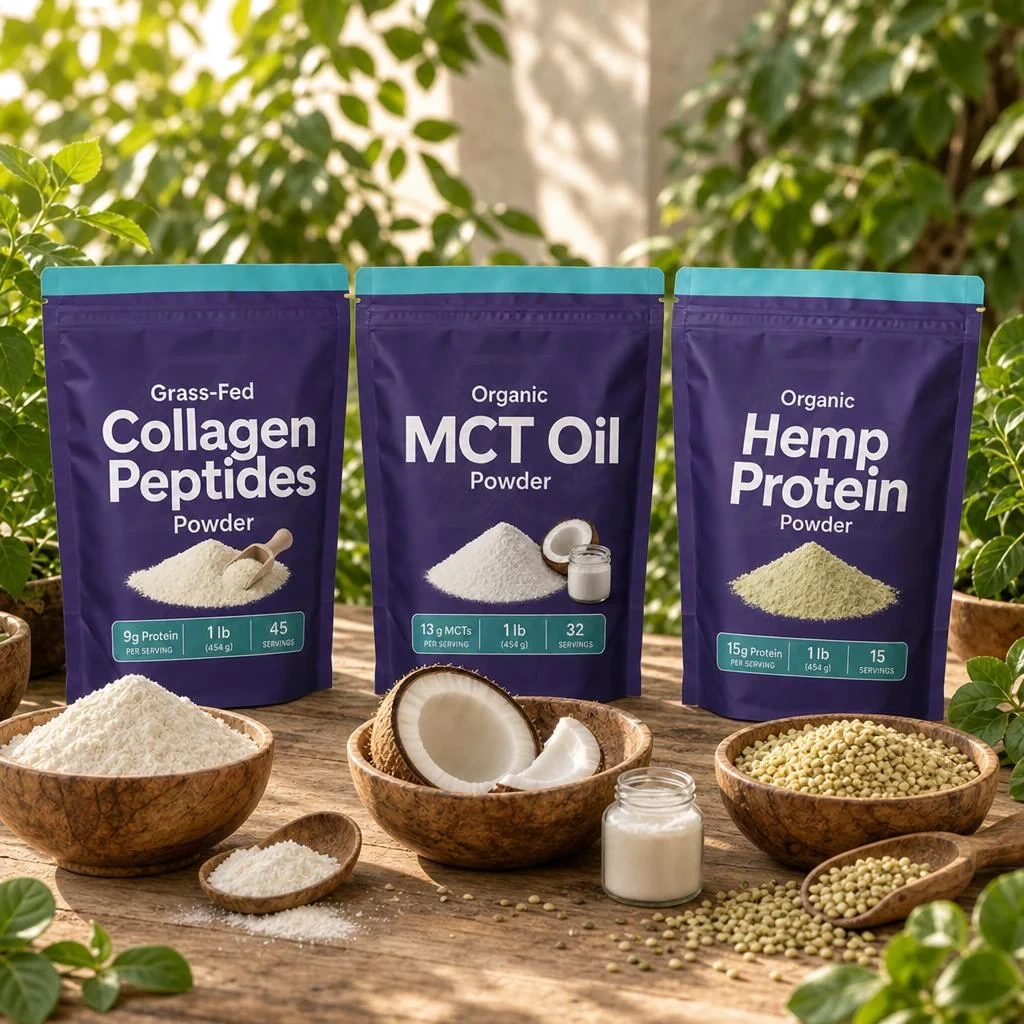 Grass-Fed
Collagen
Peptides
Powder
9g Protein
PER SERVING
1 lb
(454 g)
45
SERVINGS
Organic
MCT Oil
Powder
13 g MCTs
PER SERVING
1 lb
(454 g)
32
SERVINGS
Organic
Hemp
Protein
Powder
15g Protein
PER SERVING
1 lb
(454 g)
15
SERVINGS